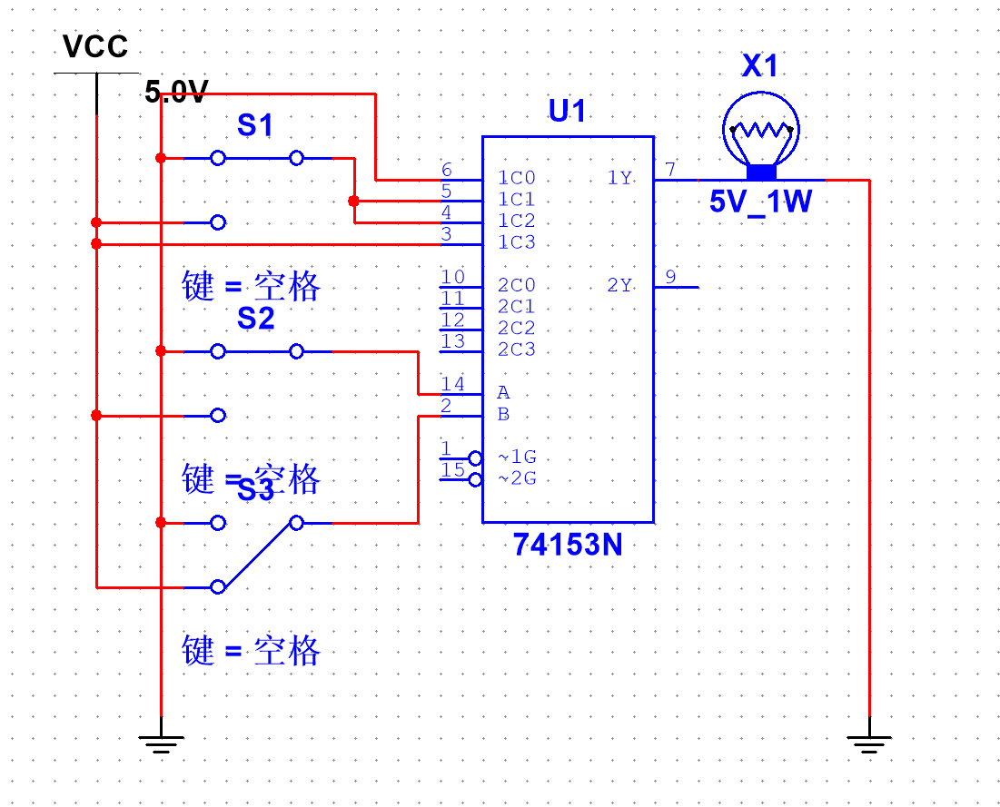 VCC
5.0V
S1
键 = 空格
S2
键 = 空格
S3
键 = 空格
U1
6
5
4
3
10
11
12
13
14
2
1
15
1C0
1C1
1C2
1C3
2C0
2C1
2C2
2C3
A
B
~1G
~2G
1Y
2Y
7
9
74153N
X1
5V_1W